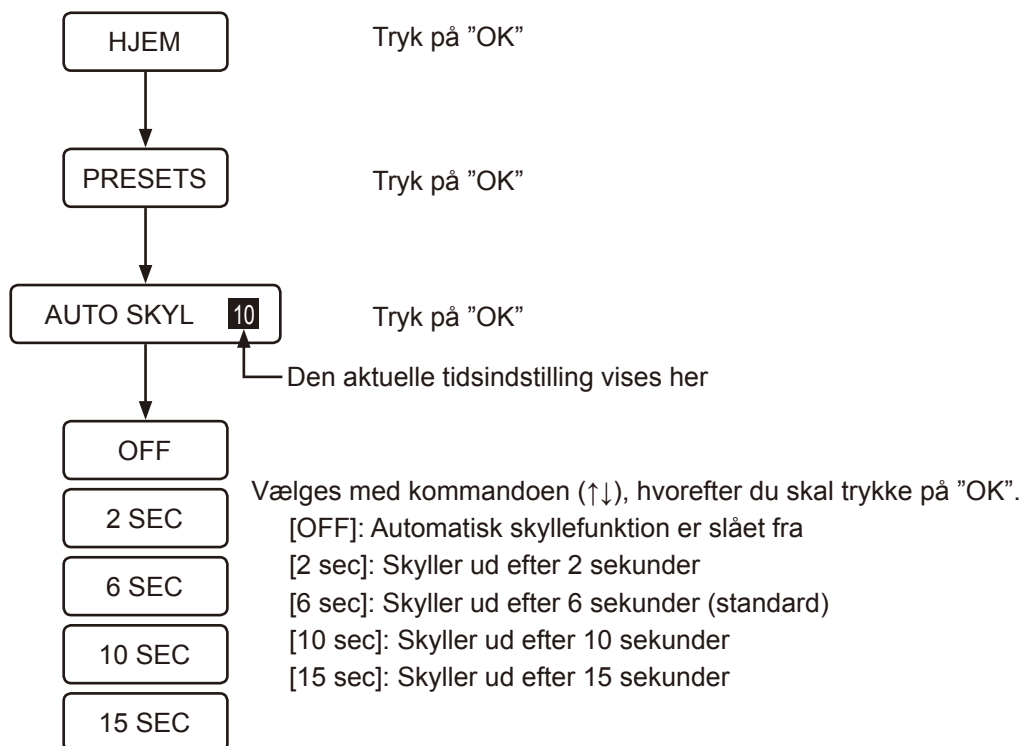 HJEM Tryk på ”OK”
PRESETS Tryk på ”OK”
AUTO SKYL 10 Tryk på ”OK”
Den aktuelle tidsindstilling vises her
OFF
Vælges med kommandoen (↑↓), hvorefter du skal trykke på ”OK”.
2 SEC
[OFF]: Automatisk skyllefunktion er slået fra
[2 sec]: Skyller ud efter 2 sekunder
6 SEC
[6 sec]: Skyller ud efter 6 sekunder (standard)
[10 sec]: Skyller ud efter 10 sekunder
10 SEC
[15 sec]: Skyller ud efter 15 sekunder
15 SEC